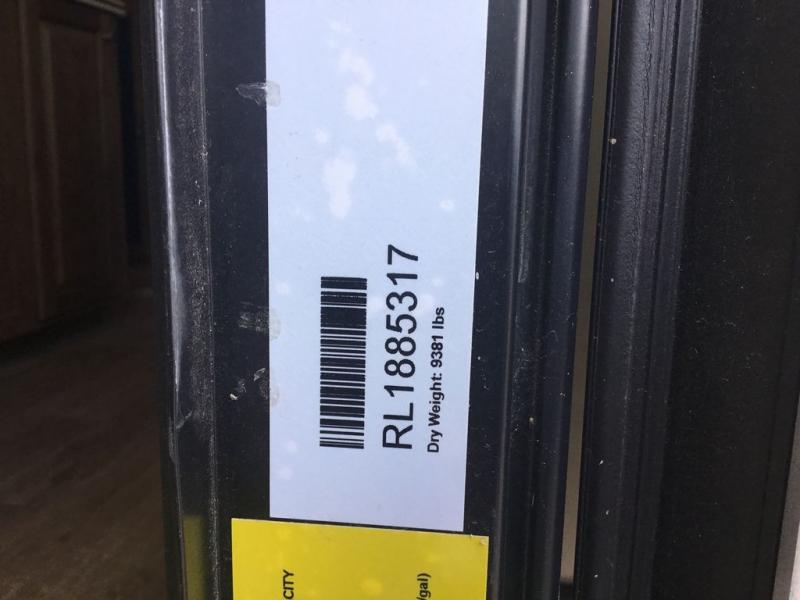 RL1885317
Dry Weight: 9381 lbs
CITY
/gal)